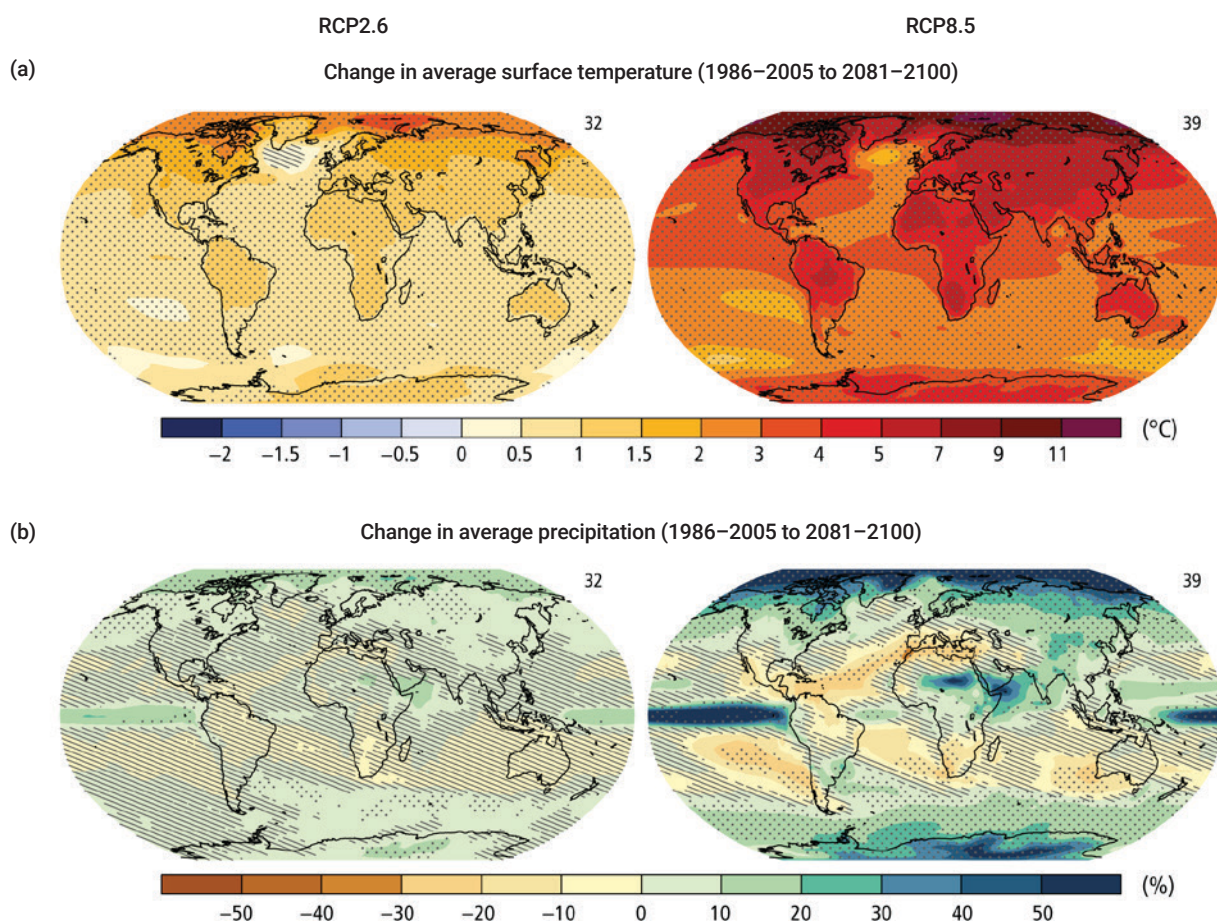 RCP2.6 RCP8.5
(a) Change in average surface temperature (1986–2005 to 2081–2100)
32 39
(°C)
−2 −1.5 −1 −0.5 0 0.5 1 1.5 2 3 4 5 7 9 11
(b) Change in average precipitation (1986–2005 to 2081–2100)
32 39
(%)
−50 −40 −30 −20 −10 0 10 20 30 40 50